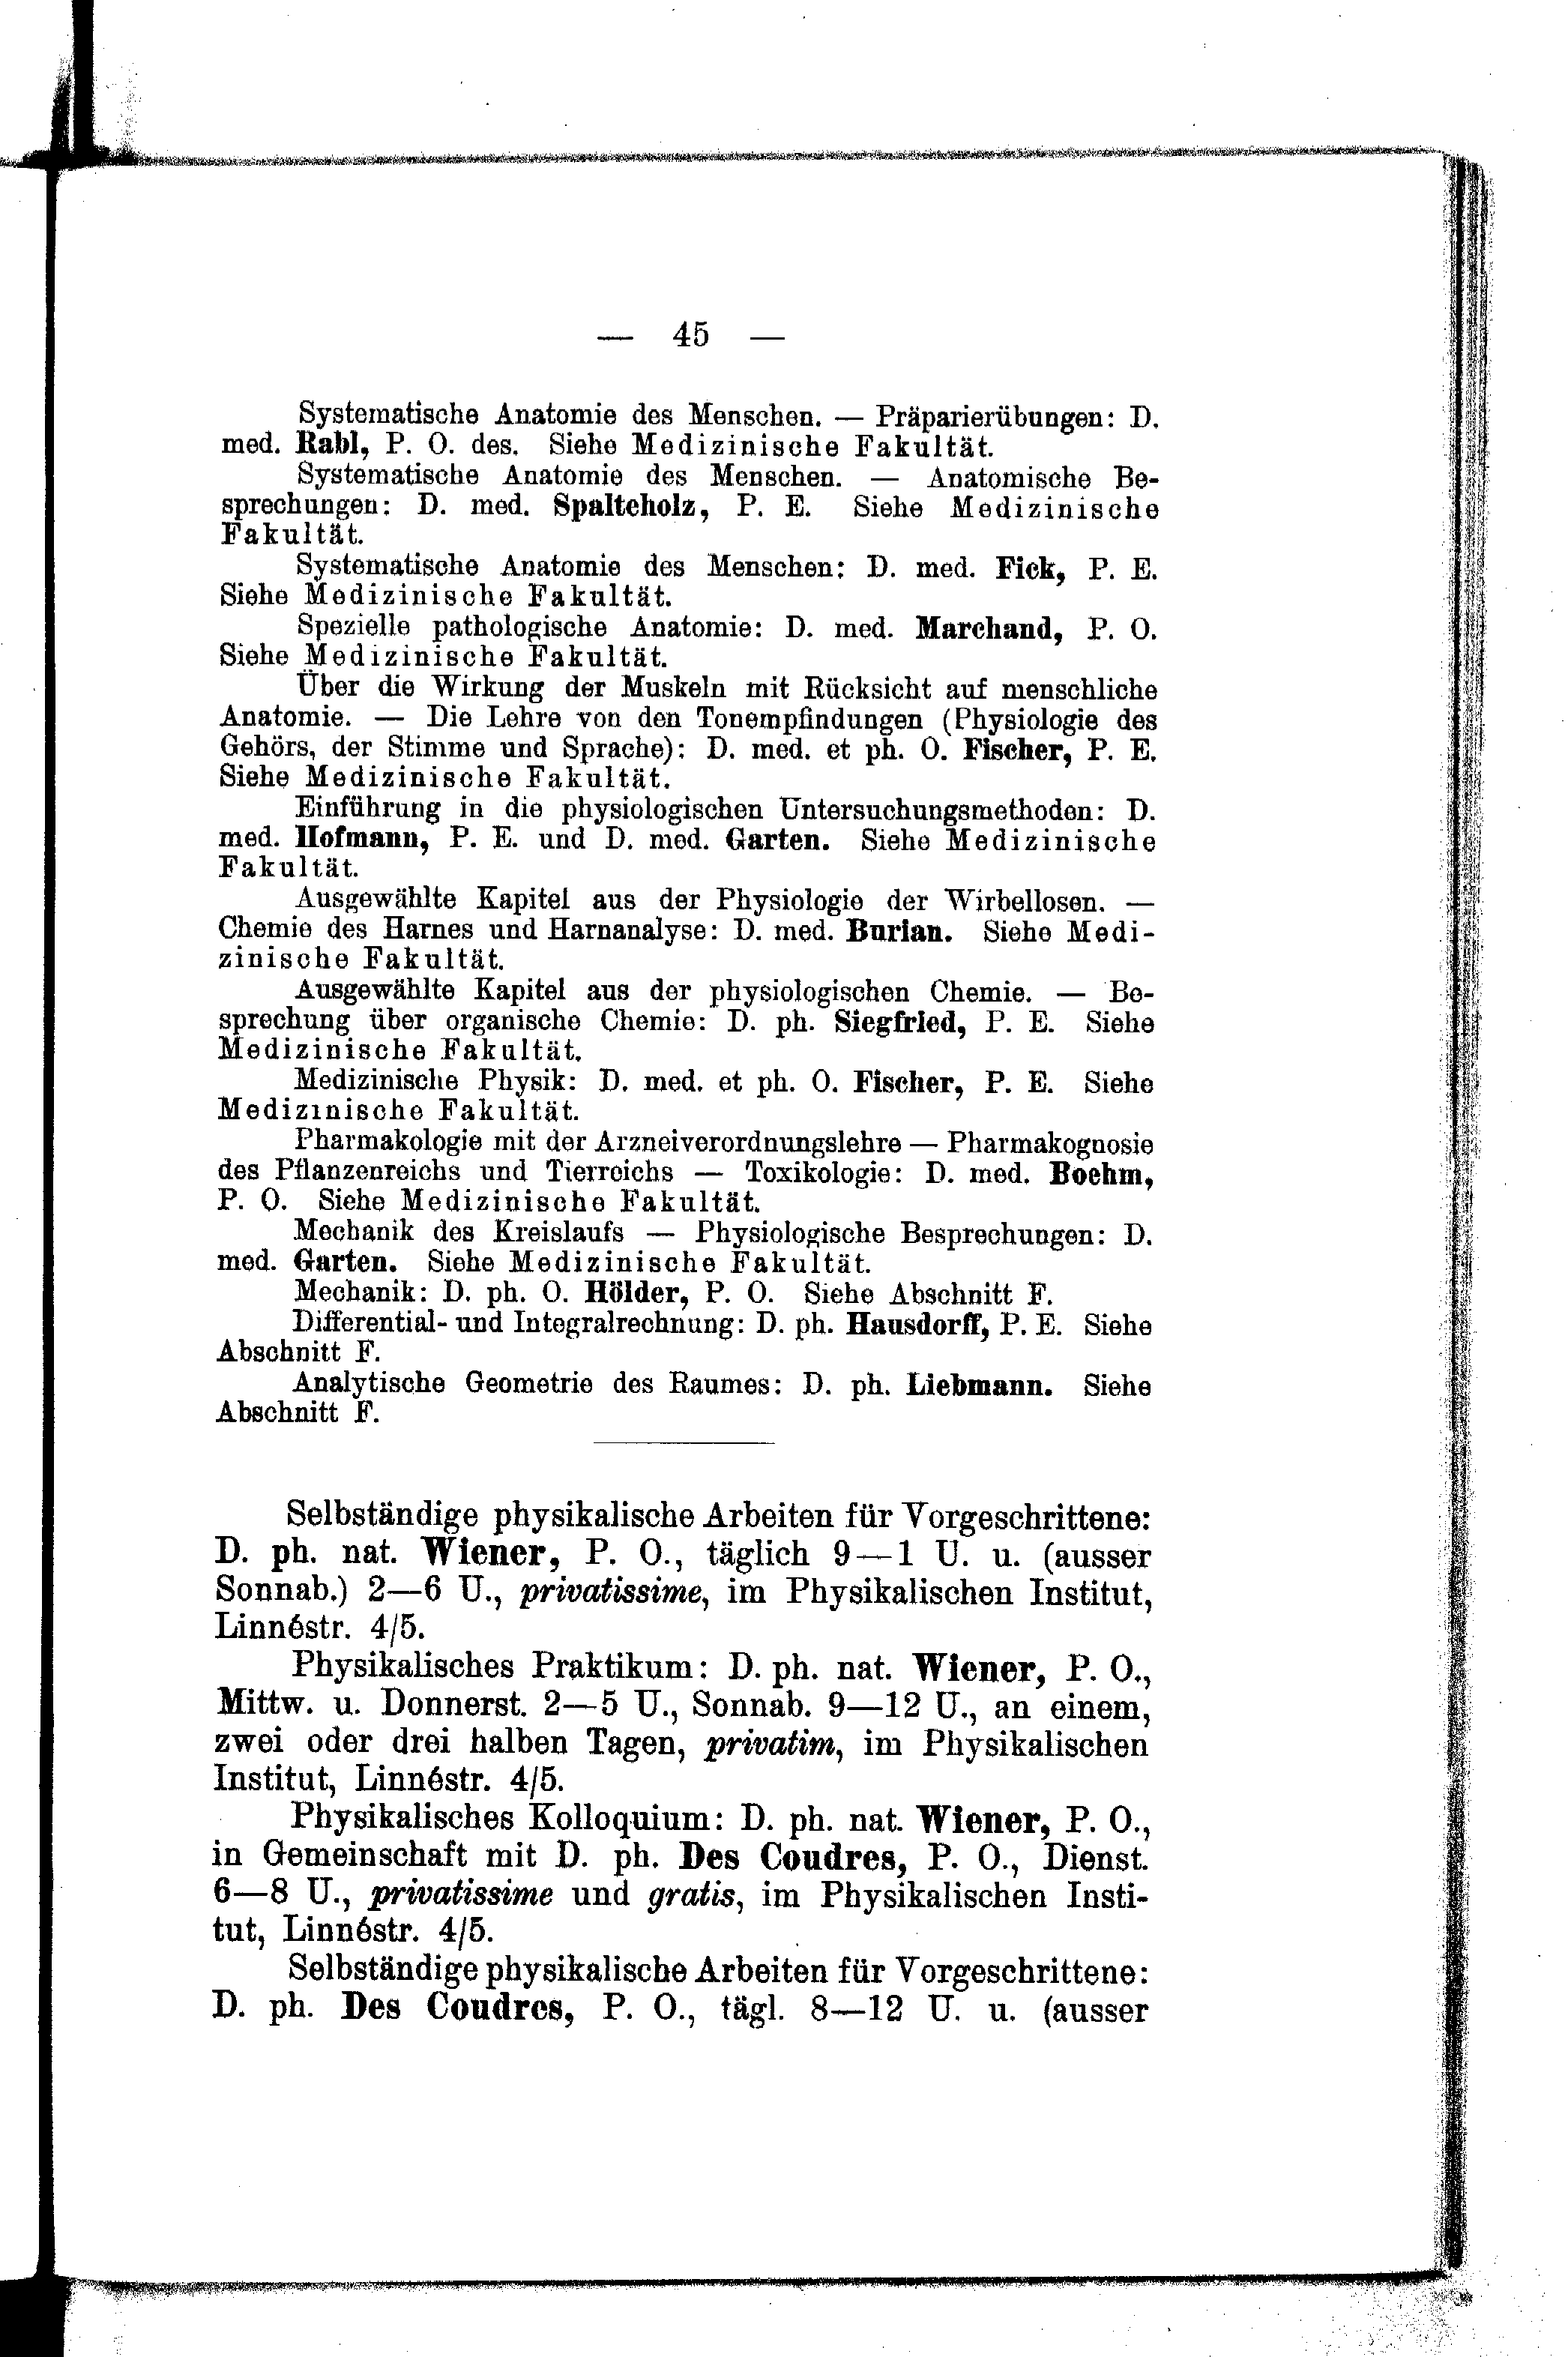 — 45 —
Systematische Anatomie des Menschen. — Präparierübungen: D.
med. Rabl, P. O. des. Siehe Medizinische Fakultät.
Systematische Anatomie des Menschen. — Anatomische Be-
sprechungen: D. med. Spalteholz, P. E. Siehe Medizinische
Fakultät.
Systematische Anatomie des Menschen: D. med. Fick, P. E.
Siehe Medizinische Fakultät.
Spezielle pathologische Anatomie: D. med. Marchand, P. O.
Siehe Medizinische Fakultät.
Über die Wirkung der Muskeln mit Rücksicht auf menschliche
Anatomie. — Die Lehre von den Tonempfindungen (Physiologie des
Gehörs, der Stimme und Sprache): D. med. et ph. O. Fischer, P. E.
Siehe Medizinische Fakultät.
Einführung in die physiologischen Untersuchungsmethoden: D.
med. Hofmann, P. E. und D. med. Garten. Siehe Medizinische
Fakultät.
Ausgewählte Kapitel aus der Physiologie der Wirbellosen. —
Chemie des Harnes und Harnanalyse: D. med. Burian. Siehe Medi-
zinische Fakultät.
Ausgewählte Kapitel aus der physiologischen Chemie. — Be-
sprechung über organische Chemie: D. ph. Siegfried, P. E. Siehe
Medizinische Fakultät.
Medizinische Physik: D. med. et ph. O. Fischer, P. E. Siehe
Medizinische Fakultät.
Pharmakologie mit der Arzneiverordnungslehre — Pharmakognosie
des Pflanzenreichs und Tierreichs — Toxikologie: D. med. Boehm,
P. O. Siehe Medizinische Fakultät.
Mechanik des Kreislaufs — Physiologische Besprechungen: D.
med. Garten. Siehe Medizinische Fakultät.
Mechanik: D. ph. O. Hölder, P. O. Siehe Abschnitt F.
Differential- und Integralrechnung: D. ph. Hausdorff, P. E. Siehe
Abschnitt F.
Analytische Geometrie des Raumes: D. ph. Liebmann. Siehe
Abschnitt F.
Selbständige physikalische Arbeiten für Vorgeschrittene:
D. ph. nat. Wiener, P. O., täglich 9—1 U. u. (ausser
Sonnab.) 2—6 U., privatissime, im Physikalischen Institut,
Linnéstr. 4/5.
Physikalisches Praktikum: D. ph. nat. Wiener, P. O.,
Mittw. u. Donnerst. 2—5 U., Sonnab. 9—12 U., an einem,
zwei oder drei halben Tagen, privatim, im Physikalischen
Institut, Linnéstr. 4/5.
Physikalisches Kolloquium: D. ph. nat. Wiener, P. O.,
in Gemeinschaft mit D. ph. Des Coudres, P. O., Dienst.
6—8 U., privatissime und gratis, im Physikalischen Insti-
tut, Linnéstr. 4/5.
Selbständige physikalische Arbeiten für Vorgeschrittene:
D. ph. Des Coudres, P. O., tägl. 8—12 U. u. (ausser